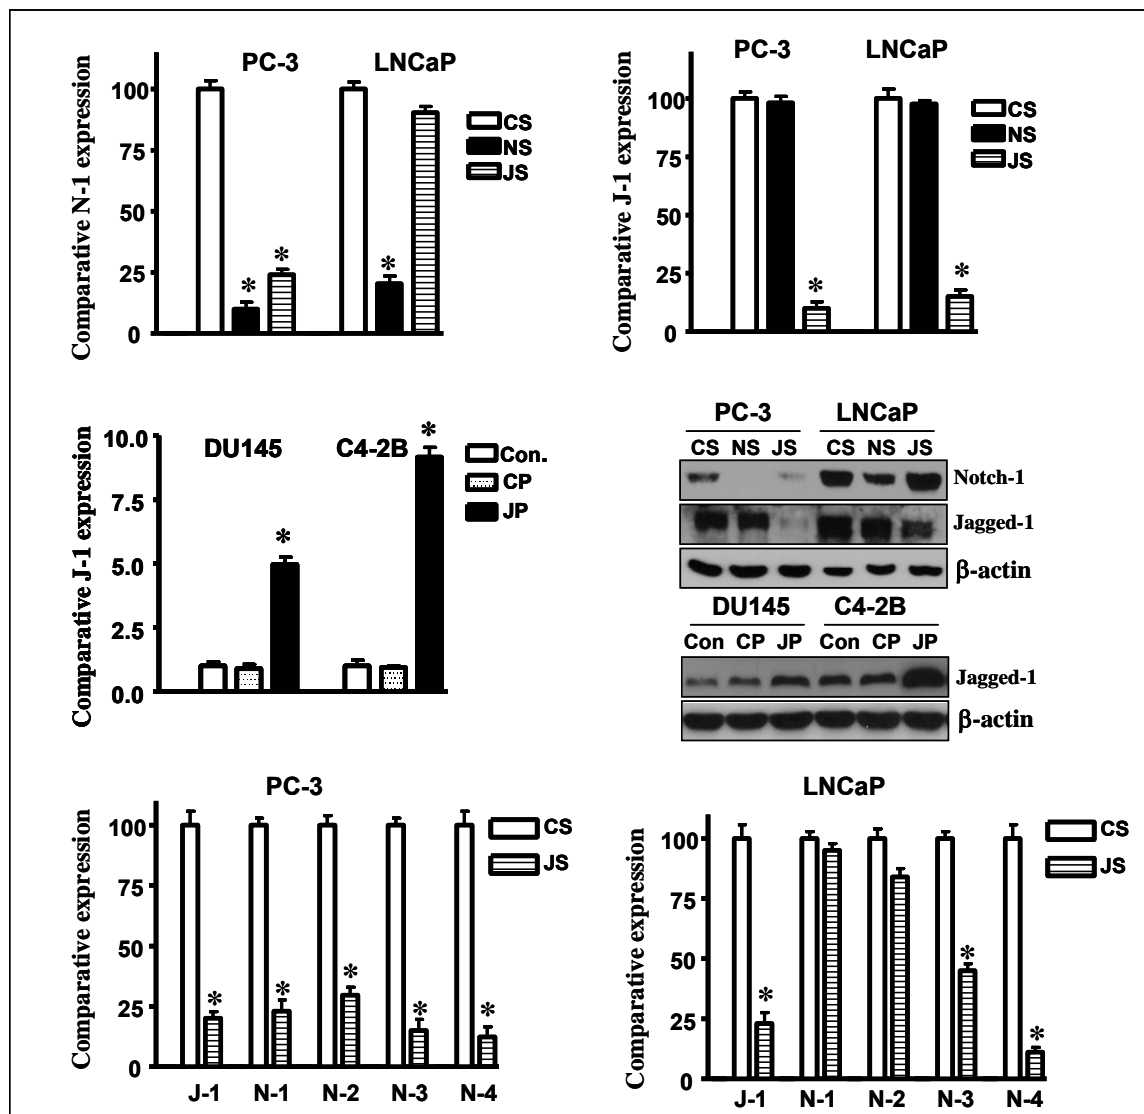 PC-3 LNCaP
Comparative N-1 expression
100
75
50
25
0
* * *
CS
NS
JS
PC-3 LNCaP
Comparative J-1 expression
100
75
50
25
0
* *
CS
NS
JS
DU145 C4-2B
Comparative J-1 expression
10.0
7.5
5.0
2.5
0.0
* *
Con.
CP
JP
PC-3 LNCaP
CS NS JS CS NS JS
Notch-1
Jagged-1
β-actin
DU145 C4-2B
Con CP JP Con CP JP
Jagged-1
β-actin
PC-3
Comparative expression
100
75
50
25
0
* * * * *
J-1 N-1 N-2 N-3 N-4
CS
JS
LNCaP
Comparative expression
100
75
50
25
0
* * *
J-1 N-1 N-2 N-3 N-4
CS
JS